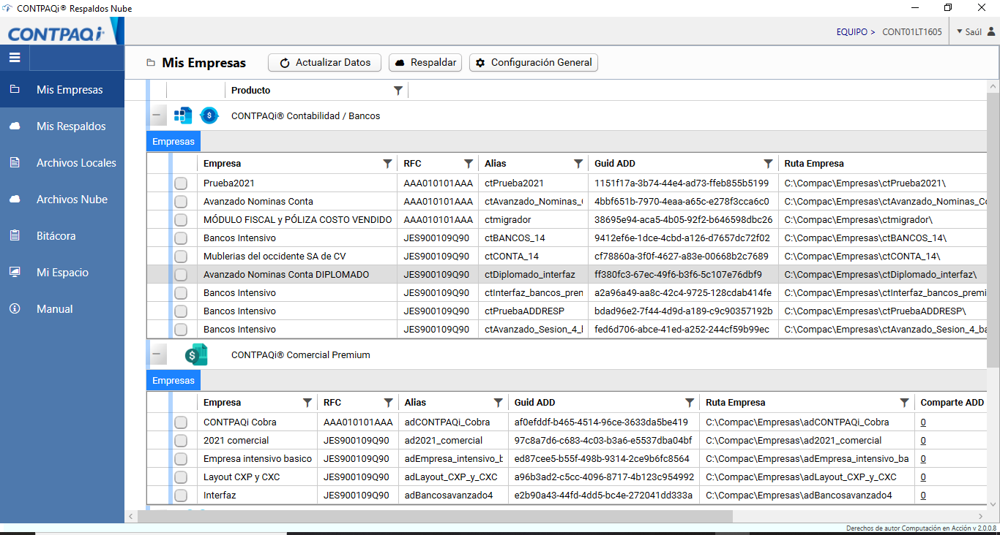 CONTPAQi® Respaldos Nube
CONTPAQi
EQUIPO > CONT01LT1605 Saúl
Mis Empresas Actualizar Datos Respaldar Configuración General
Mis Empresas
Mis Respaldos
Archivos Locales
Archivos Nube
Bitácora
Mi Espacio
Manual
Producto
CONTPAQi® Contabilidad / Bancos
Empresas
Empresa RFC Alias Guid ADD Ruta Empresa
Prueba2021 AAA010101AAA ctPrueba2021 1151f17a-3b74-44e4-ad73-ffeb855b5199 C:\Compac\Empresas\ctPrueba2021\
Avanzado Nominas Conta AAA010101AAA ctAvanzado_Nominas_C 4bbf651b-7970-4eaa-a65c-e278f3cca6c0 C:\Compac\Empresas\ctAvanzado_Nominas_Co
MÓDULO FISCAL y PÓLIZA COSTO VENDIDO AAA010101AAA ctmigrador 38695e94-aca5-4b05-92f2-b646598dbc26 C:\Compac\Empresas\ctmigrador\
Bancos Intensivo JES900109Q90 ctBANCOS_14 9412ef6e-1dce-4cbd-a126-d7657dc72f02 C:\Compac\Empresas\ctBANCOS_14\
Mublerias del occidente SA de CV JES900109Q90 ctCONTA_14 cf78860a-3f0f-4627-a83e-00668b2c7689 C:\Compac\Empresas\ctCONTA_14\
Avanzado Nominas Conta DIPLOMADO JES900109Q90 ctDiplomado_interfaz ff380fc3-67ec-49f6-b3f6-5c107e76dbf9 C:\Compac\Empresas\ctDiplomado_interfaz\
Bancos Intensivo JES900109Q90 ctInterfaz_bancos_pren a2a96a49-aa8c-42c4-9725-128cdab414fe C:\Compac\Empresas\ctInterfaz_bancos_premi
Bancos Intensivo JES900109Q90 ctPruebaADDRESP bdad96e2-7f44-4d9d-a189-c9c90357192b C:\Compac\Empresas\ctPruebaADDRESP\
Bancos Intensivo JES900109Q90 ctAvanzado_Sesion_4_l fed6d706-abce-41ed-a252-244cf59b99ec C:\Compac\Empresas\ctAvanzado_Sesion_4_ba
CONTPAQi® Comercial Premium
Empresas
Empresa RFC Alias Guid ADD Ruta Empresa Comparte ADD
CONTPAQi Cobra AAA010101AAA adCONTPAQi_Cobra af0efddf-b465-4514-96ce-3633da5be419 C:\Compac\Empresas\adCONTPAQi_Cobra 0
2021 comercial JES900109Q90 ad2021_comercial 97c8a7d6-c683-4c03-b3a6-e5537dba04bf C:\Compac\Empresas\ad2021_comercial 0
Empresa intensivo basico JES900109Q90 adEmpresa_intensivo_b ed87cee5-b55f-498b-9314-2ce9b6fc8564 C:\Compac\Empresas\adEmpresa_intensivo_ba 0
Layout CXP y CXC JES900109Q90 adLayout_CXP_y_CXC a96b3ad2-c5cc-4096-8717-4b123c954992 C:\Compac\Empresas\adLayout_CXP_y_CXC 0
Interfaz JES900109Q90 adBancosavanzado4 e2b90a43-44fd-4dd5-bc4e-272041dd333a C:\Compac\Empresas\adBancosavanzado4 0
Derechos de autor Computación en Acción v 2.0.0.8